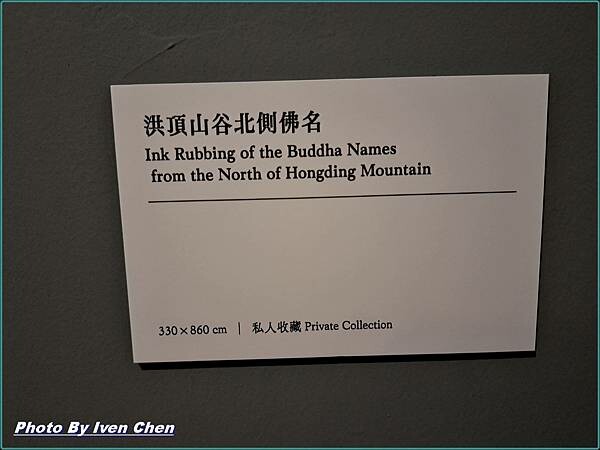 洪頂山谷北側佛名
Ink Rubbing of the Buddha Names
from the North of Hongding Mountain
330×860 cm | 私人收藏 Private Collection
Photo By Iven Chen